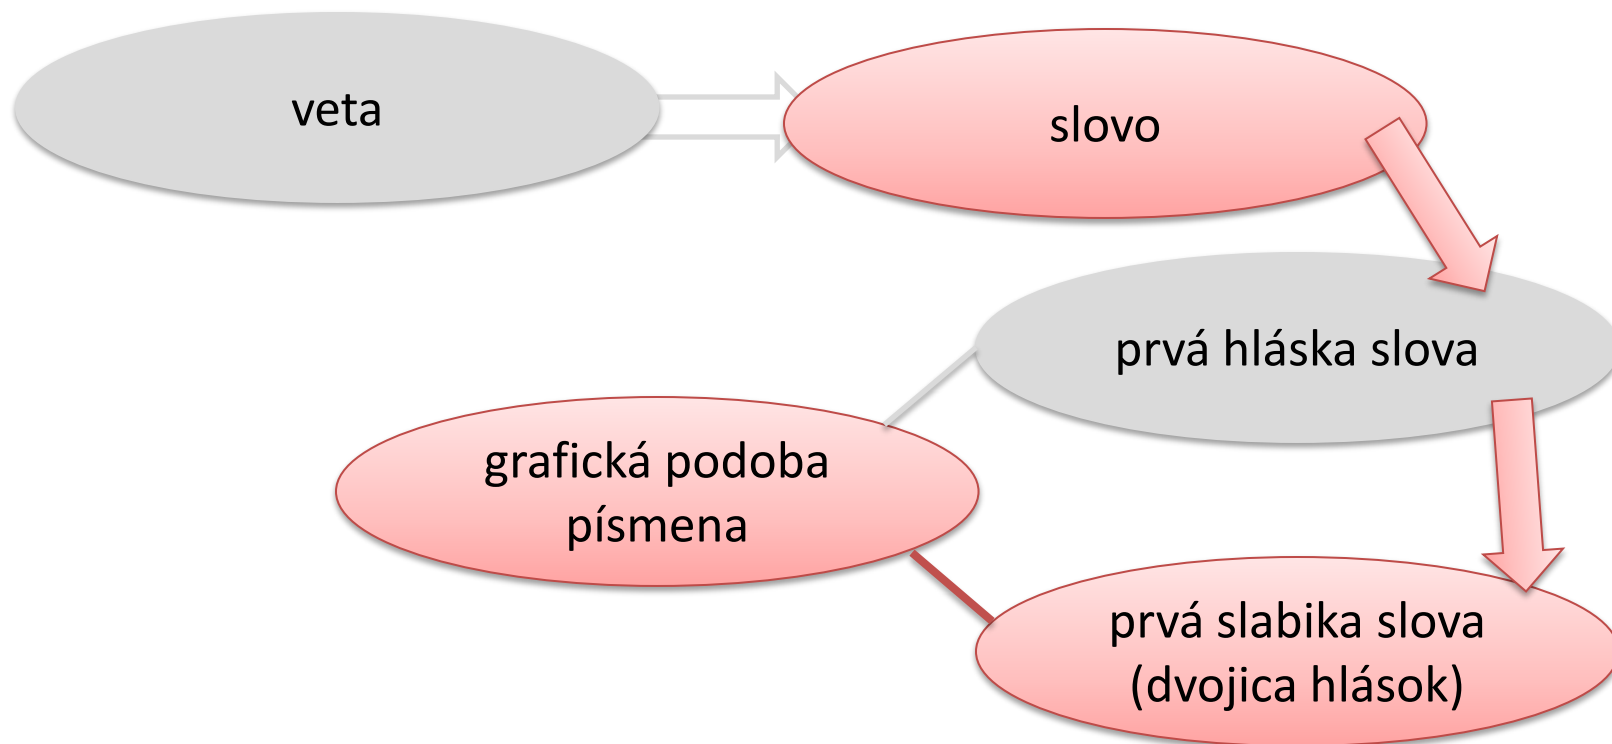 veta
slovo
prvá hláska slova
grafická podoba
písmena
prvá slabika slova
(dvojica hlások)